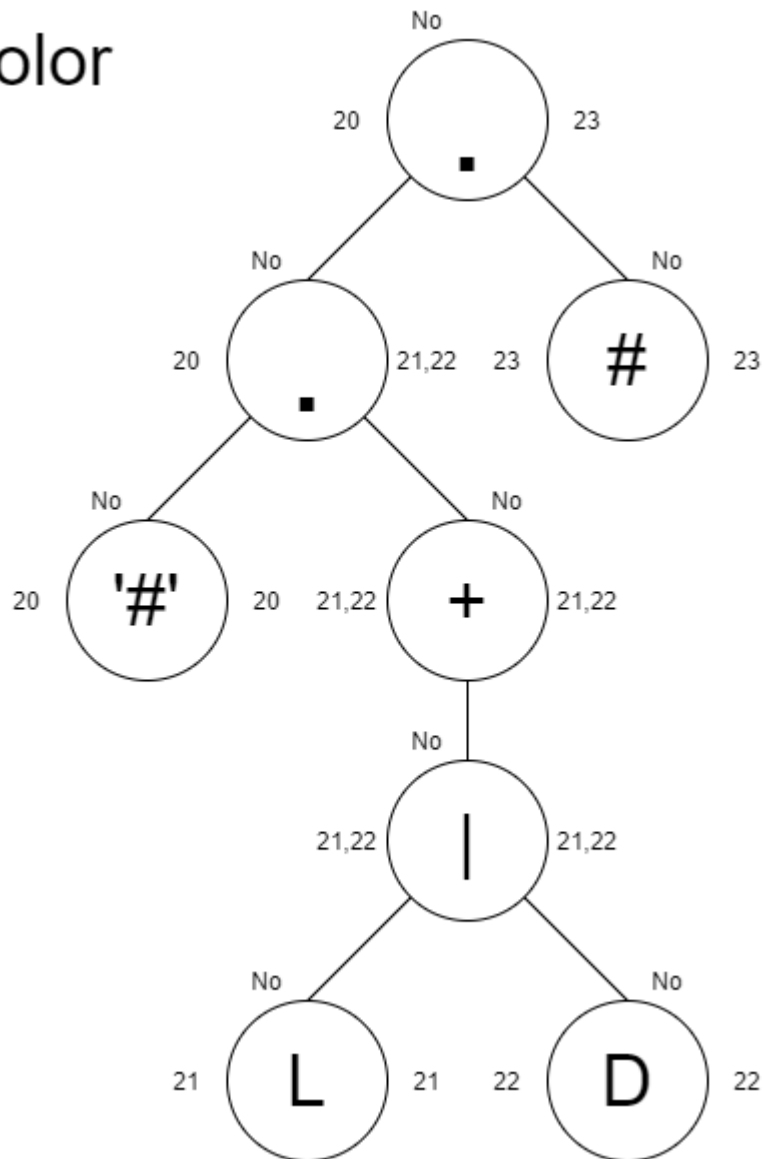 No
olor
20 . 23
No No
20 . 21,22 23 # 23
No No
20 '#' 20 21,22 + 21,22
No
21,22 | 21,22
No No
21 L 21 22 D 22